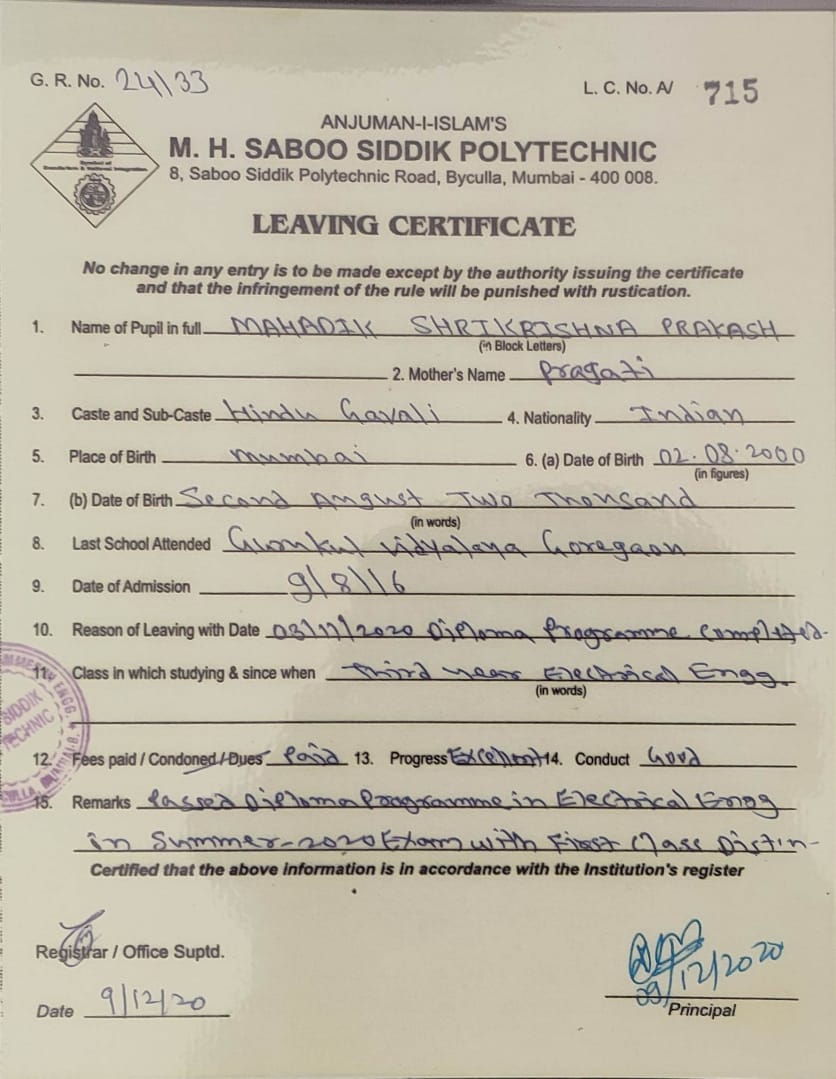 G. R. No. 24/33
L. C. No. A/ 715
ANJUMAN-I-ISLAM'S
M. H. SABOO SIDDIK POLYTECHNIC
8, Saboo Siddik Polytechnic Road, Byculla, Mumbai - 400 008.
LEAVING CERTIFICATE
No change in any entry is to be made except by the authority issuing the certificate
and that the infringement of the rule will be punished with rustication.
1. Name of Pupil in full MAHADIK SHRIKRISHNA PRAKASH
(in Block Letters)
2. Mother's Name Pragati
3. Caste and Sub-Caste Hindu Gavali 4. Nationality Indian
5. Place of Birth Mumbai 6. (a) Date of Birth 02.08.2000
(in figures)
7. (b) Date of Birth Second August Two Thousand
(in words)
8. Last School Attended Vidyalaya Goregaon
9. Date of Admission 9/8/16
10. Reason of Leaving with Date 03/11/2020 Diploma Programme Completed.
11. Class in which studying & since when Third year Electrical Engg.
(in words)
12. Fees paid / Condoned / Dues Paid 13. Progress Excellent 14. Conduct Good
15. Remarks Passed Diploma Programme in Electrical Engg
in Summer-2020 Exam with First Class Distin-
Certified that the above information is in accordance with the Institution's register
Registrar / Office Suptd.
09/12/2020
Date 9/12/20
Principal